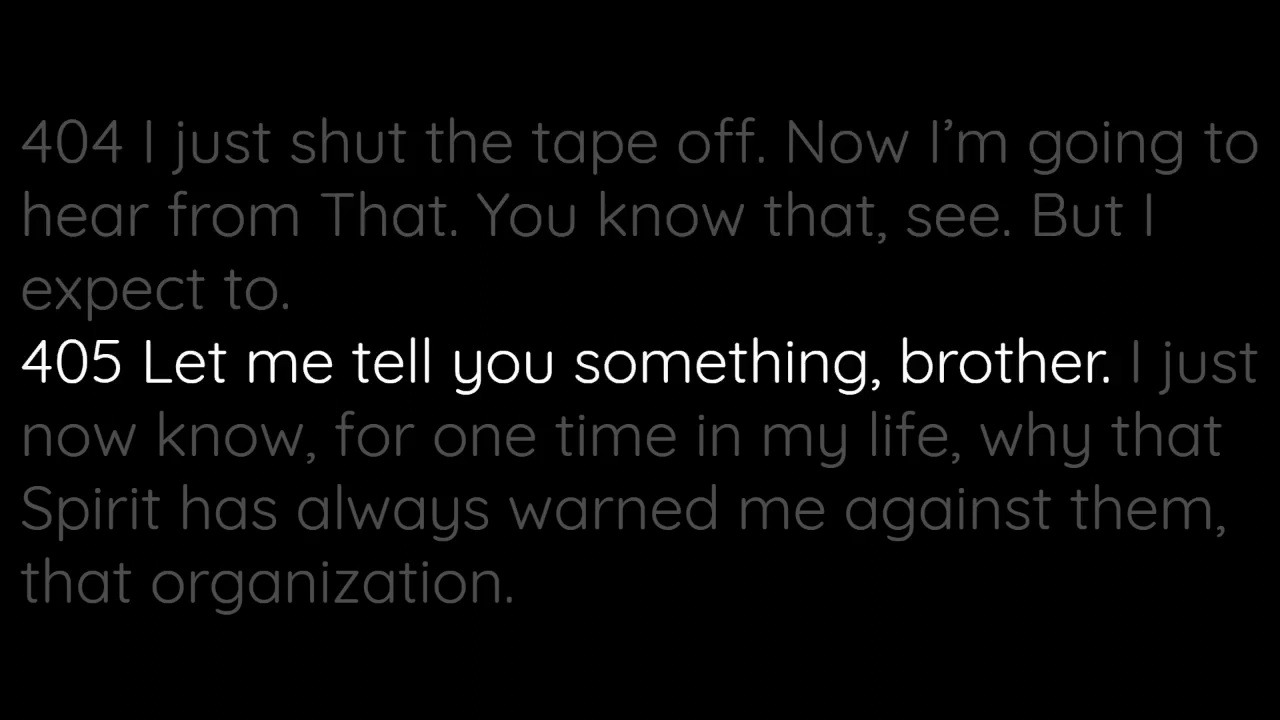 404 I just shut the tape off. Now I’m going to
hear from That. You know that, see. But I
expect to.
405 Let me tell you something, brother. I just
now know, for one time in my life, why that
Spirit has always warned me against them,
that organization.